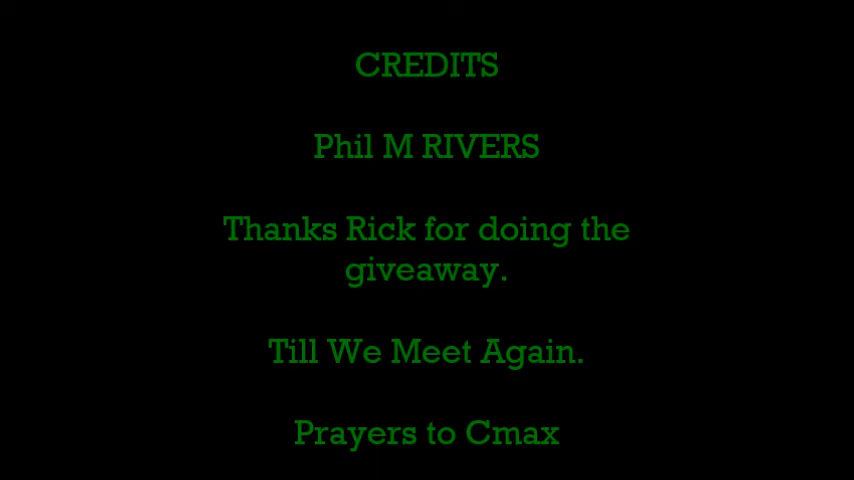 CREDITS
Phil M RIVERS
Thanks Rick for doing the
giveaway.
Till We Meet Again.
Prayers to Cmax